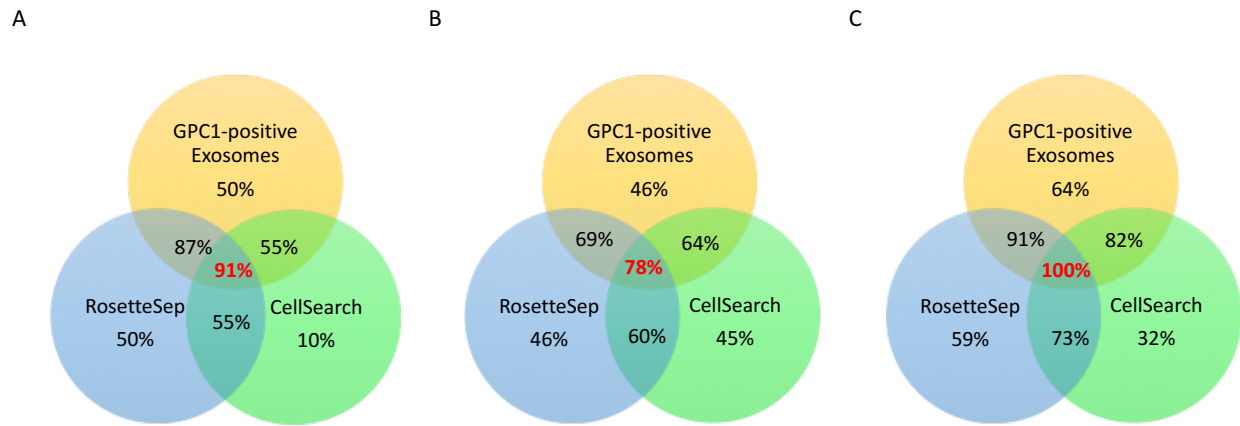 A
GPC1-positive
Exosomes
50%
87%
55%
91%
RosetteSep
50%
55%
CellSearch
10%
B
GPC1-positive
Exosomes
46%
69%
64%
78%
RosetteSep
46%
60%
CellSearch
45%
C
GPC1-positive
Exosomes
64%
91%
82%
100%
RosetteSep
59%
73%
CellSearch
32%